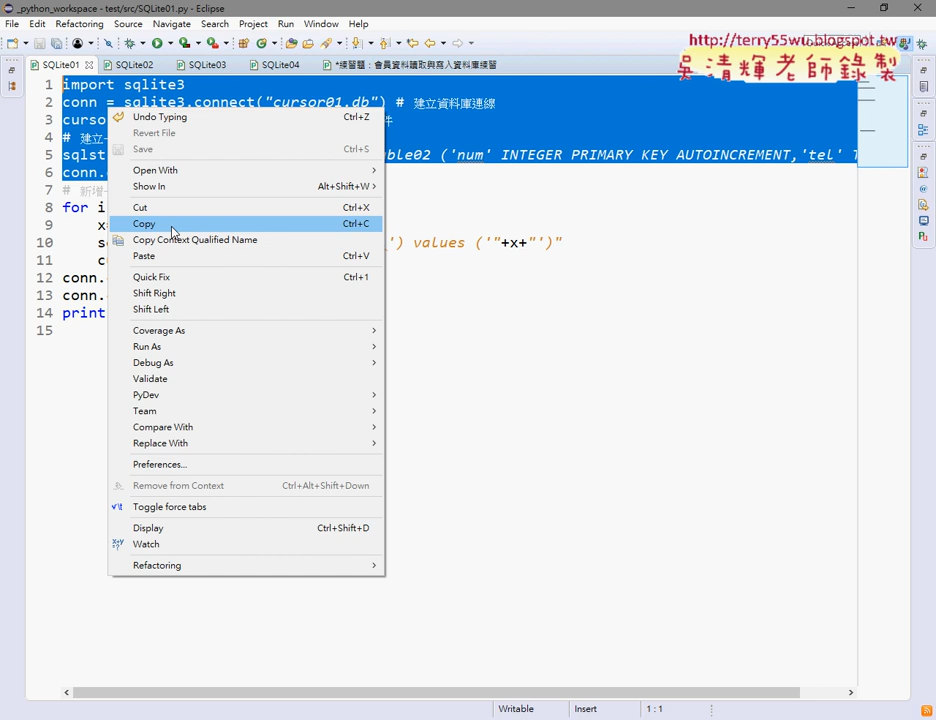 _python_workspace - test/src/SQLite01.py - Eclipse
File Edit Refactoring Source Navigate Search Project Run Window Help
http://terry55wu.blogspot.tw
吳清輝老師錄製
SQLite01 SQLite02 SQLite03 SQLite04 *練習題：會員資料讀取與寫入資料庫練習
1 import sqlite3
2 conn = sqlite3.connect("cursor01.db") # 建立資料庫連線
3 curso 件
4 # 建立
5 sqlst ble02 ('num' INTEGER PRIMARY KEY AUTOINCREMENT,'tel' T
6 conn.
7 # 新增
8 for i
9 x
10 s ') values ('"+x+"')"
11 c
12 conn.
13 conn.
14 print
15
Undo Typing Ctrl+Z
Revert File
Save Ctrl+S
Open With
Show In Alt+Shift+W
Cut Ctrl+X
Copy Ctrl+C
Copy Context Qualified Name
Paste Ctrl+V
Quick Fix Ctrl+1
Shift Right
Shift Left
Coverage As
Run As
Debug As
Validate
PyDev
Team
Compare With
Replace With
Preferences...
Remove from Context Ctrl+Alt+Shift+Down
Toggle force tabs
Display Ctrl+Shift+D
Watch
Refactoring
Writable Insert 1 : 1